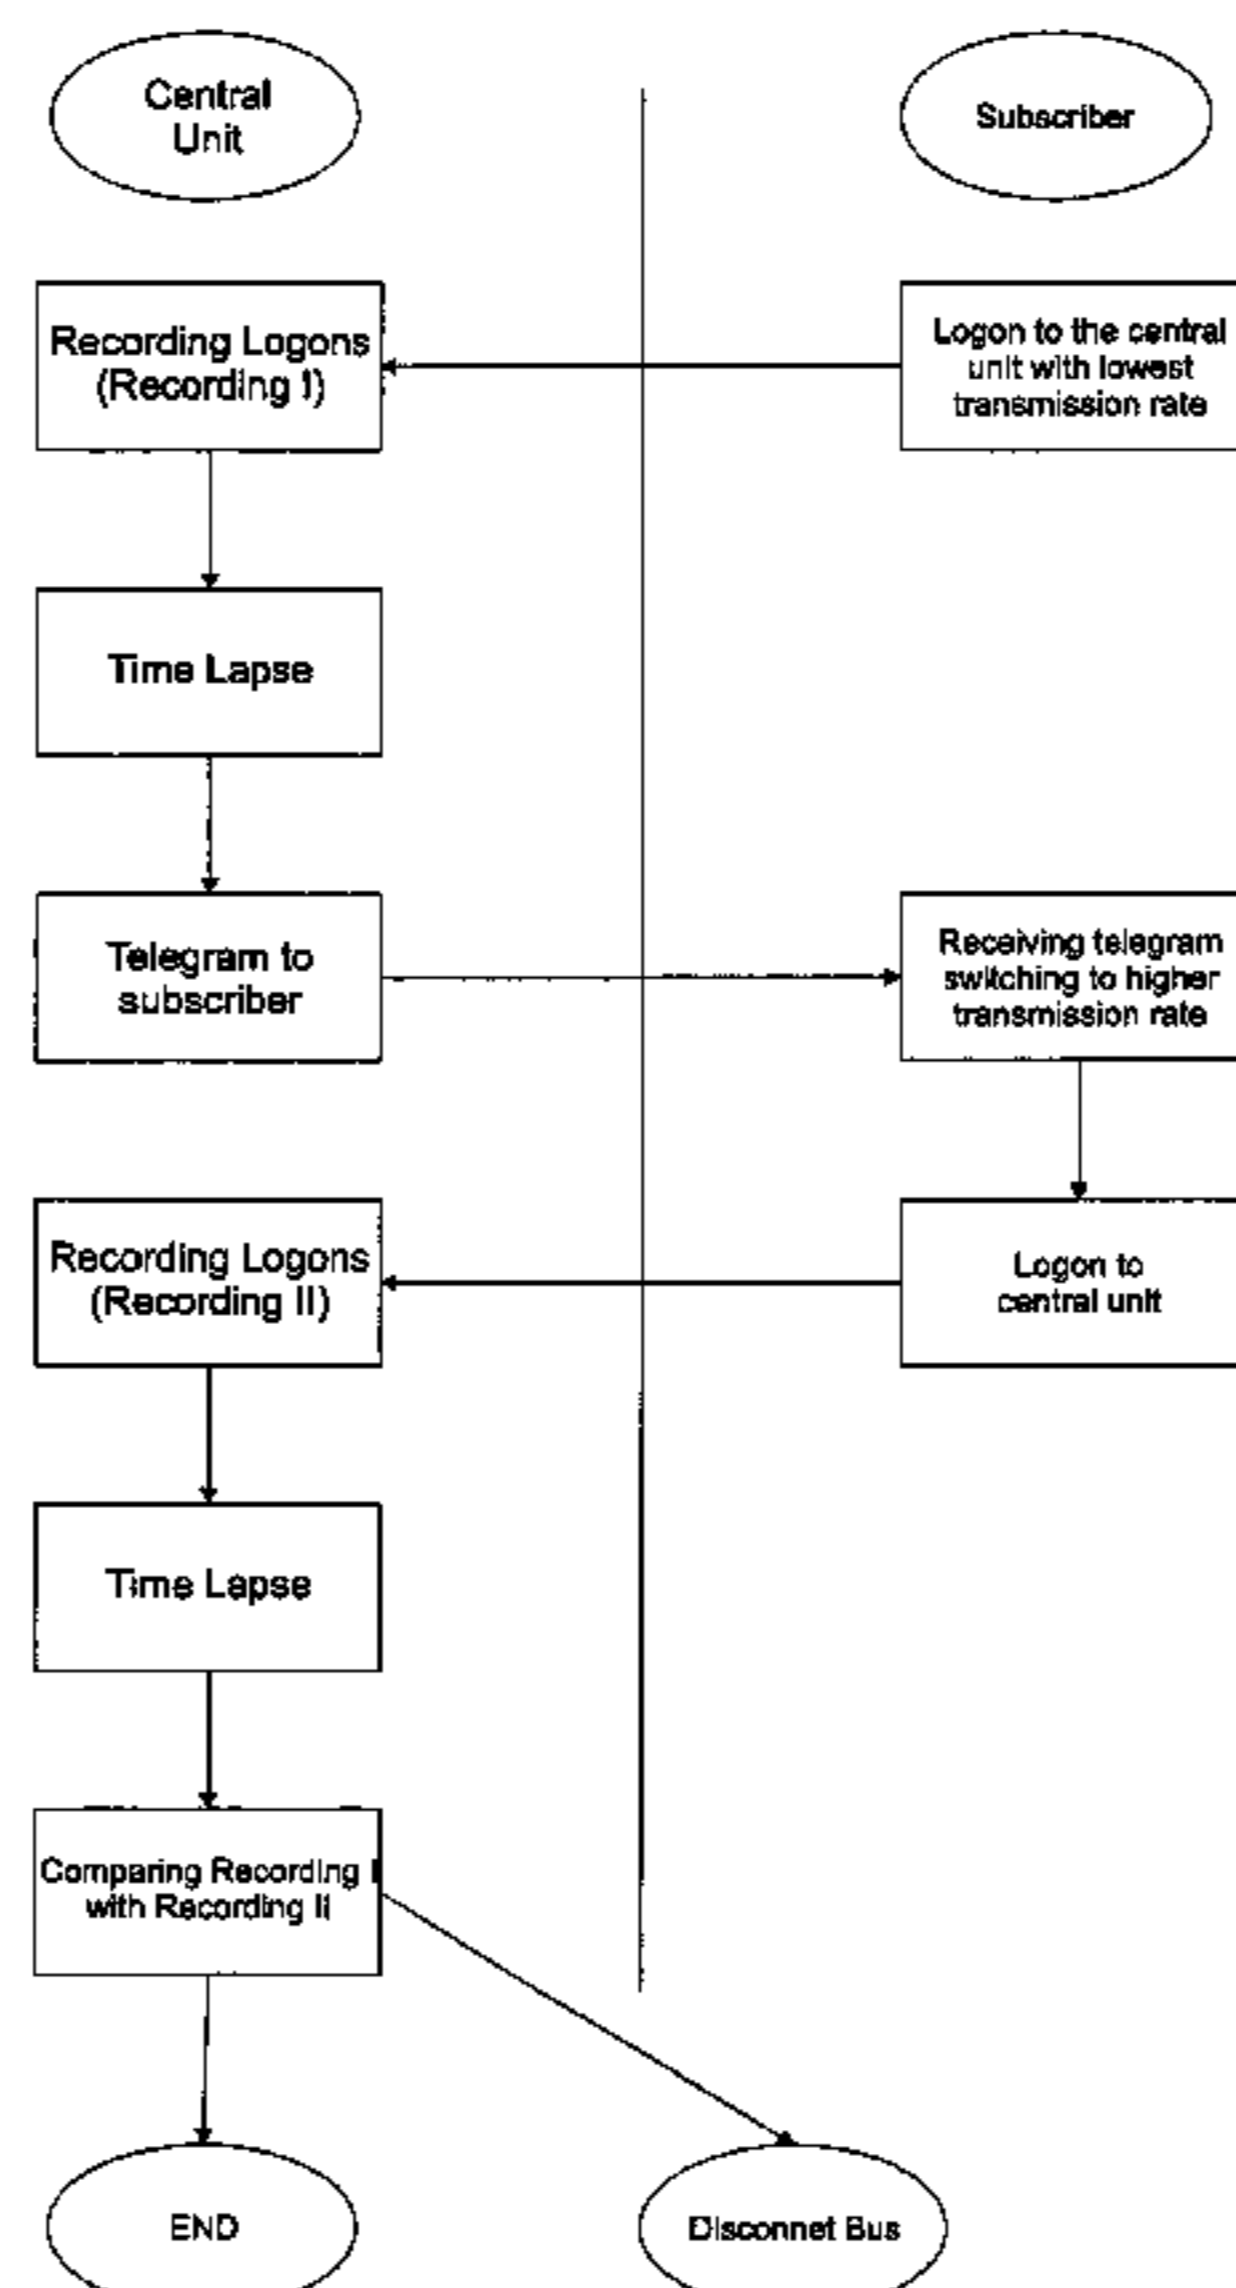 Central
Unit
Subscriber
Recording Logons
(Recording I)
Logon to the central
unit with lowest
transmission rate
Time Lapse
Telegram to
subscriber
Receiving telegram
switching to higher
transmission rate
Recording Logons
(Recording II)
Logon to
central unit
Time Lapse
Comparing Recording I
with Recording II
END
Disconnet Bus